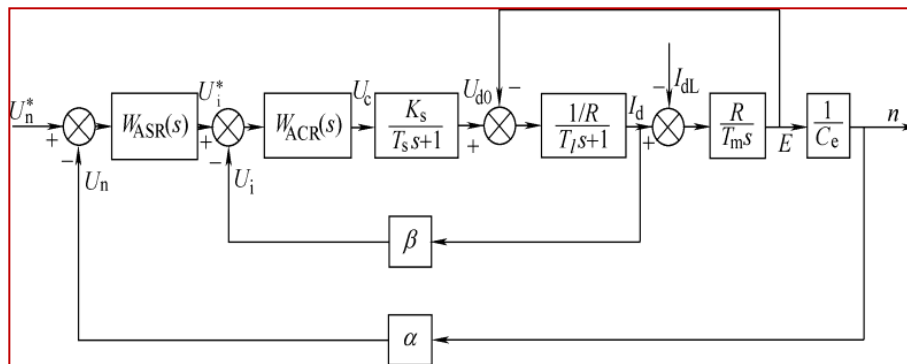 U*n
+
−
Un
WASR(s)
U*i
+
−
Ui
WACR(s)
Uc
Ks
Tss+1
Ud0
+
−
1/R
Tls+1
Id
+
−
IdL
R
Tms
E
1
Ce
n
β
α